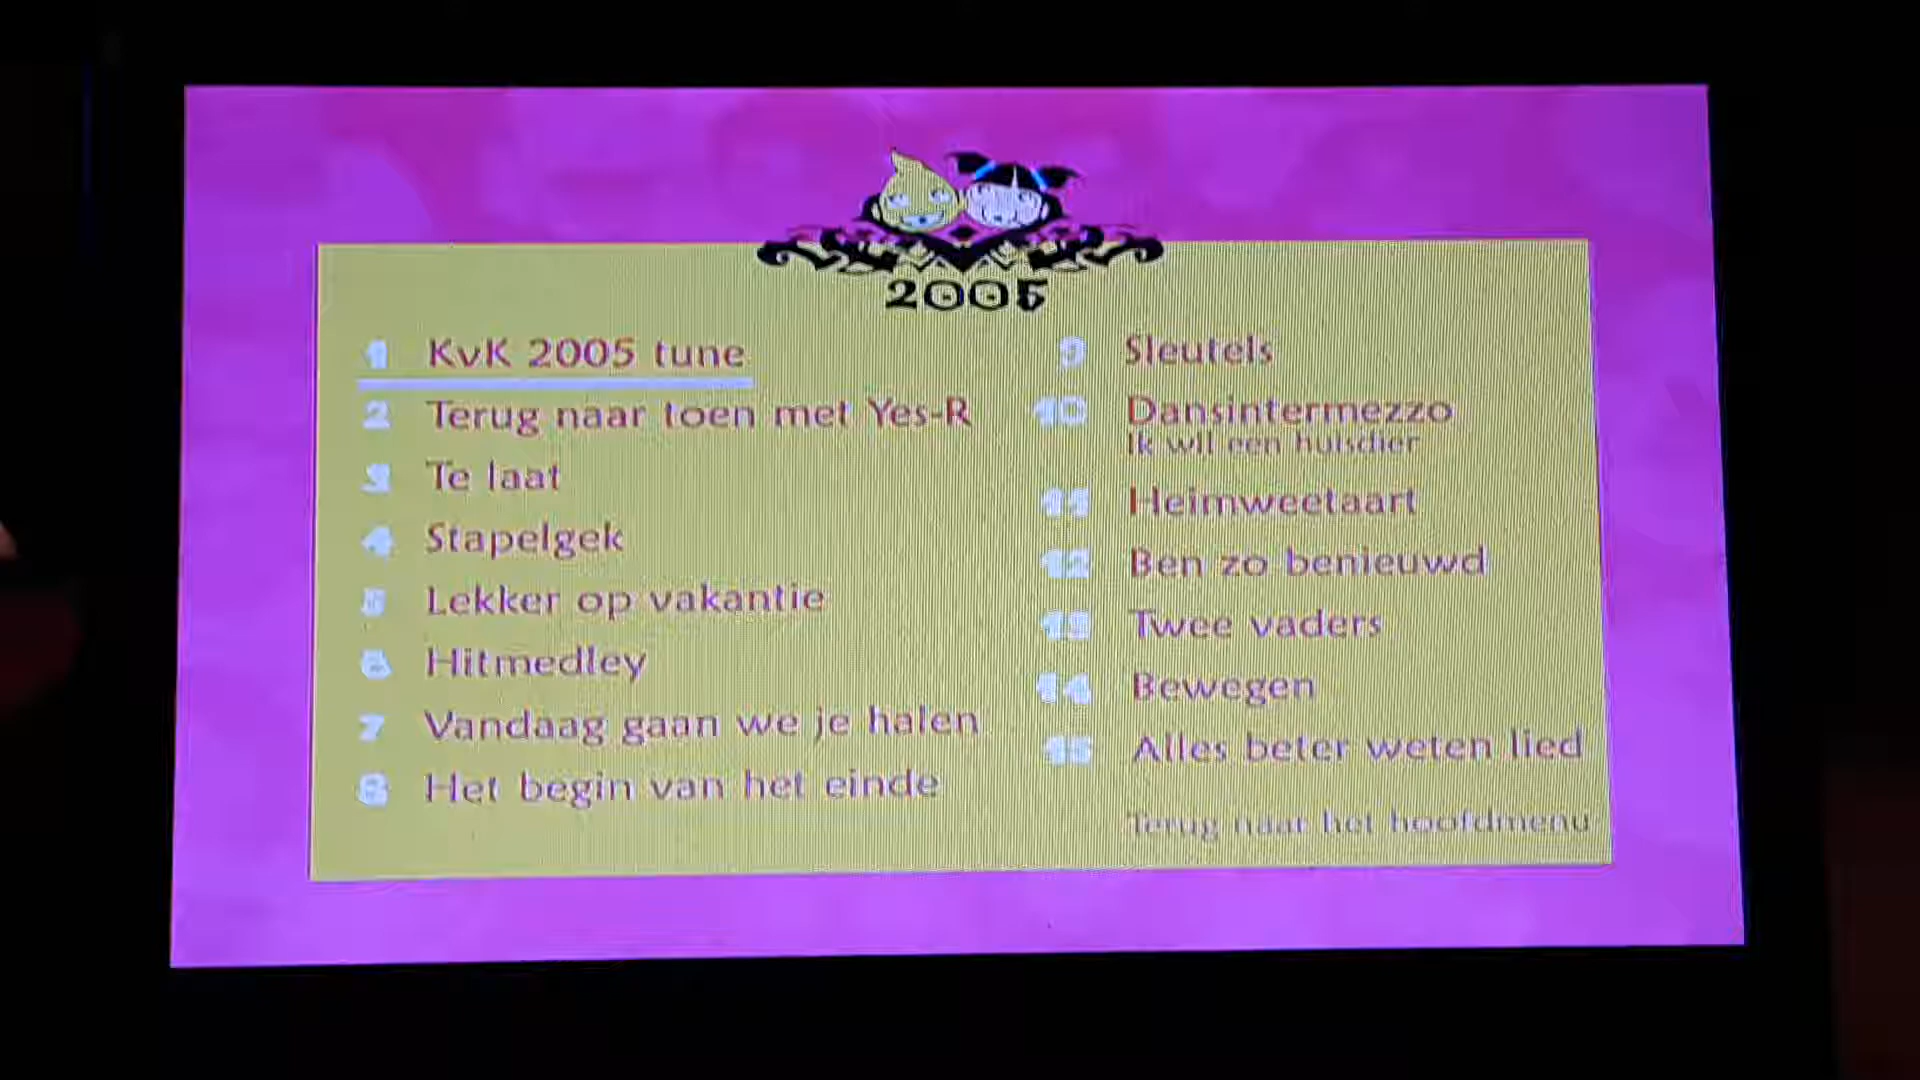 2005
1 KvK 2005 tune
2 Terug naar toen met Yes-R
3 Te laat
4 Stapelgek
5 Lekker op vakantie
6 Hitmedley
7 Vandaag gaan we je halen
8 Het begin van het einde
9 Sleutels
10 Dansintermezzo
Ik wil een huisdier
11 Heimweetaart
12 Ben zo benieuwd
13 Twee vaders
14 Bewegen
15 Alles beter weten lied
Terug naar het hoofdmenu